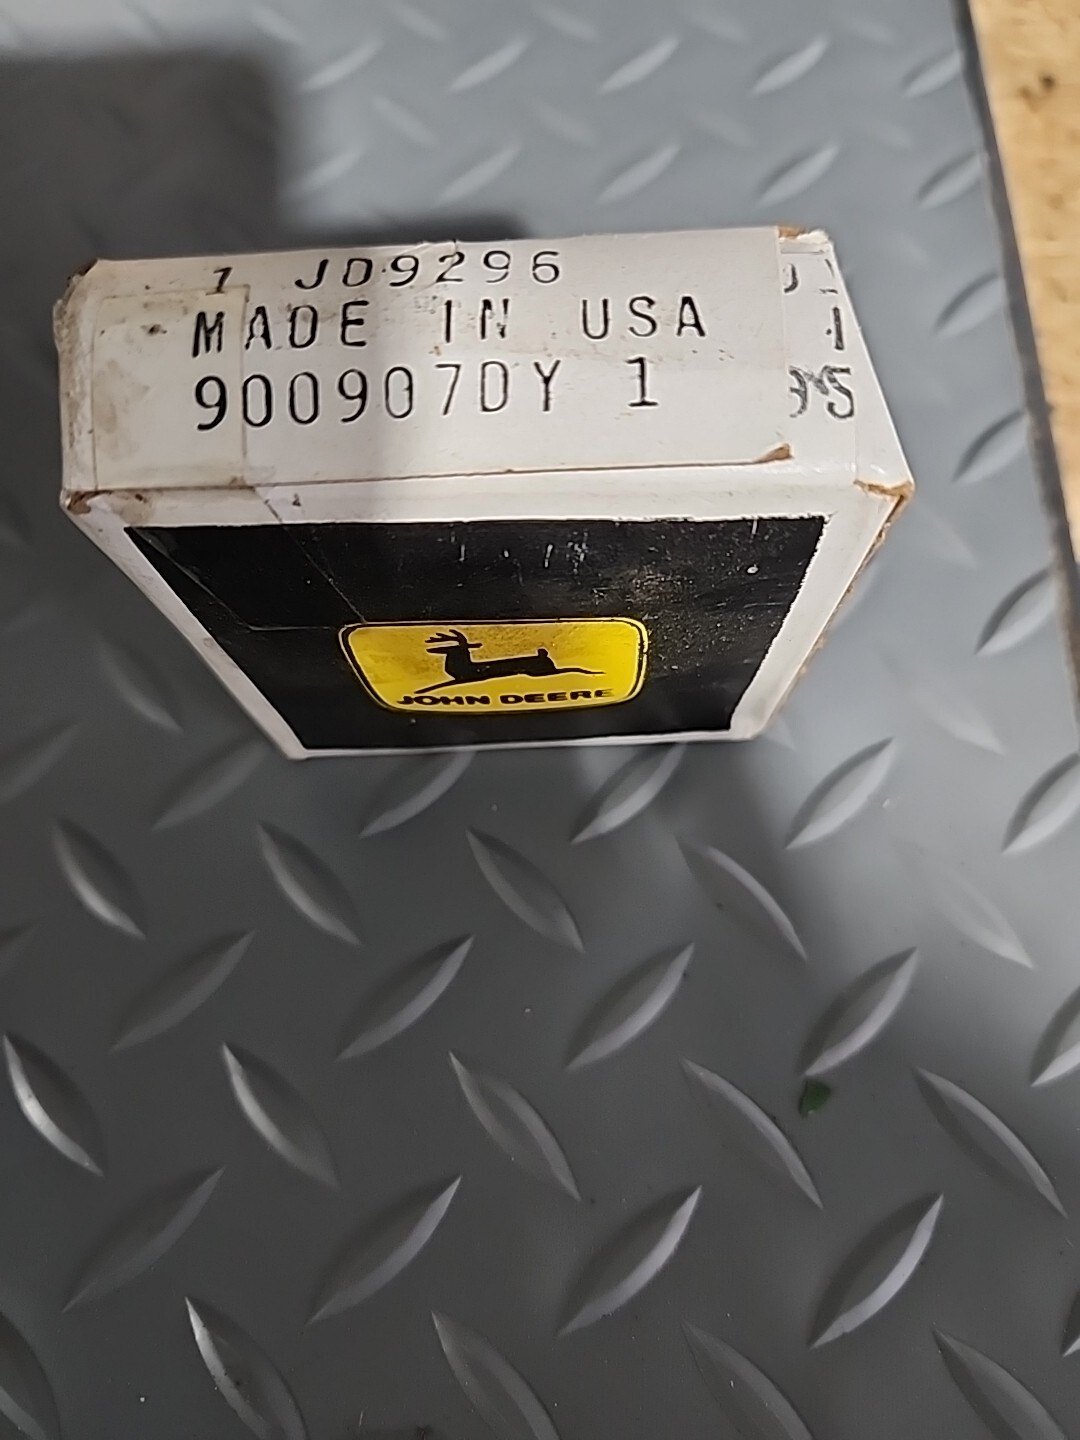 1 JD9296
MADE IN USA
900907DY 1
JOHN DEERE